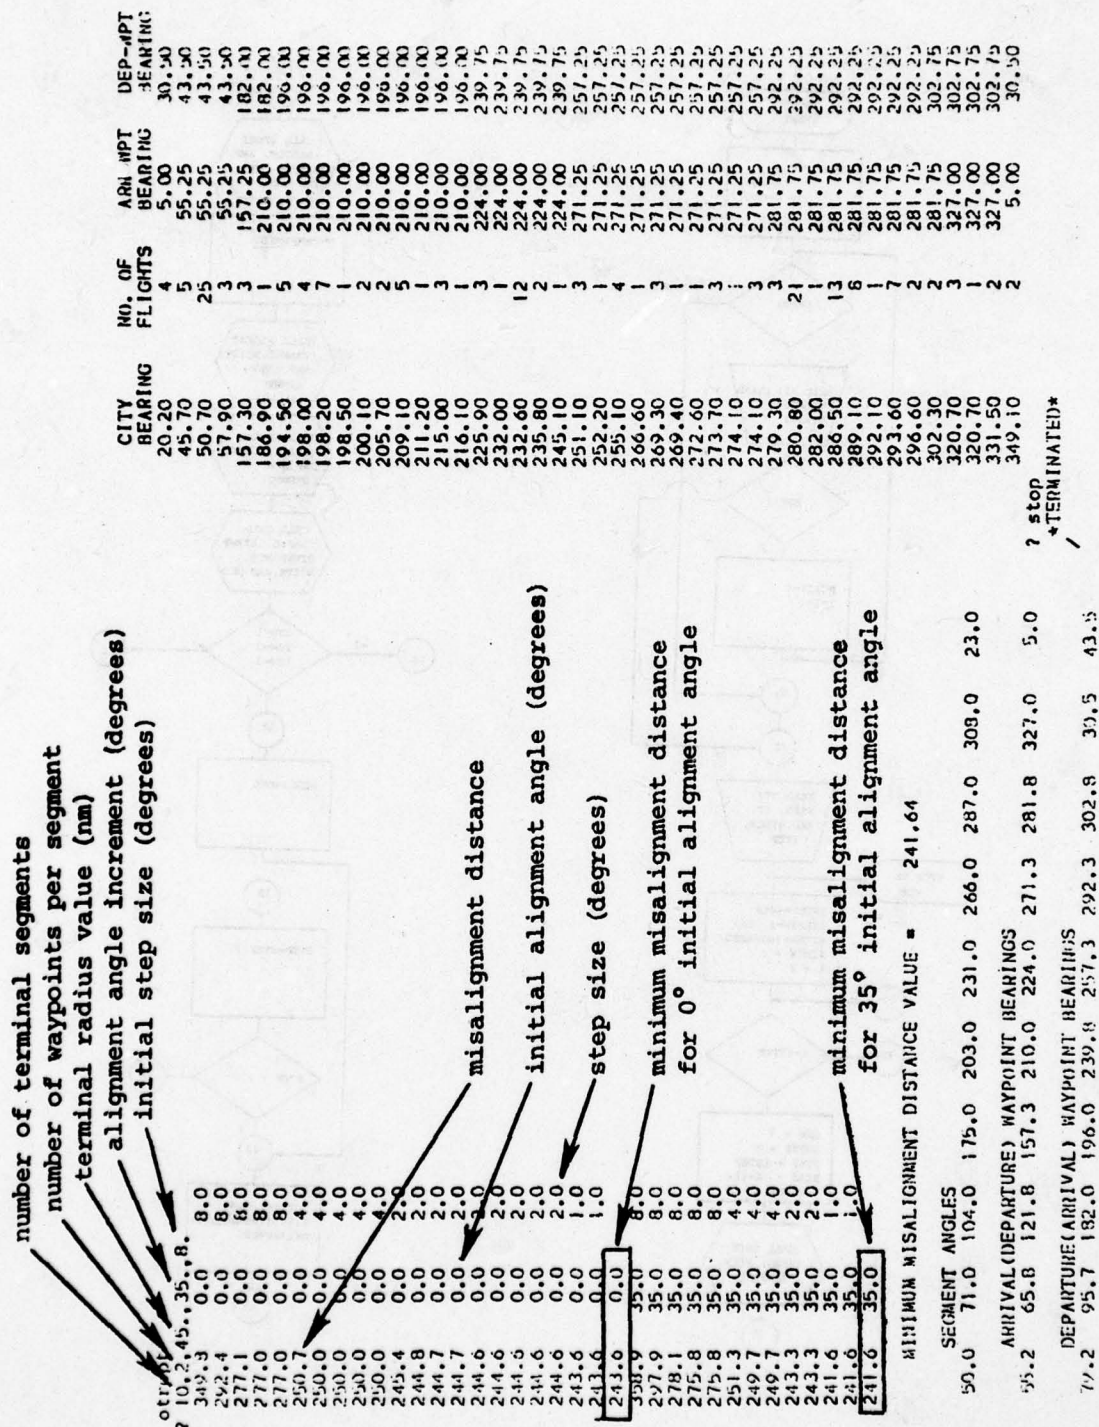 number of terminal segments
number of waypoints per segment
terminal radius value (nm)
alignment angle increment (degrees)
initial step size (degrees)
? 10,2,45.,35.,8.
349.3 0.0 8.0
292.4 0.0 8.0
277.1 0.0 8.0
277.0 0.0 8.0
277.0 0.0 8.0
250.7 0.0 4.0
250.0 0.0 4.0
250.0 0.0 4.0
250.0 0.0 4.0
250.0 0.0 4.0
245.4 0.0 2.0
244.8 0.0 2.0
244.7 0.0 2.0
244.7 0.0 2.0
244.6 0.0 2.0
244.6 0.0 2.0
244.6 0.0 2.0
244.6 0.0 2.0
244.6 0.0 2.0
243.6 0.0 1.0
243.6 0.0 1.0
243.6 0.0
358.9 35.0 8.0
297.9 35.0 8.0
278.1 35.0 8.0
275.8 35.0 8.0
275.8 35.0 8.0
251.3 35.0 4.0
249.7 35.0 4.0
249.7 35.0 4.0
243.3 35.0 2.0
243.3 35.0 2.0
241.6 35.0 1.0
241.6 35.0 1.0
241.6 35.0
misalignment distance
initial alignment angle (degrees)
step size (degrees)
minimum misalignment distance
for 0° initial alignment angle
minimum misalignment distance
for 35° initial alignment angle
MINIMUM MISALIGNMENT DISTANCE VALUE = 241.64
SEGMENT ANGLES
50.0 71.0 104.0 175.0 203.0 231.0 266.0 287.0 308.0 23.0
ARRIVAL(DEPARTURE) WAYPOINT BEARINGS
55.2 65.8 121.8 157.3 210.0 224.0 271.3 281.8 327.0 5.0
DEPARTURE(ARRIVAL) WAYPOINT BEARINGS
79.2 95.7 182.0 196.0 239.8 257.3 292.3 302.8 30.5 43.5
CITY BEARING NO. OF FLIGHTS ARR WPT BEARING DEP-WPT BEARING
20.20 4 5.00 30.50
45.70 5 55.25 43.50
50.70 25 55.25 43.50
57.90 3 55.25 43.50
157.30 3 157.25 182.00
186.90 1 210.00 182.00
194.50 5 210.00 196.00
198.00 4 210.00 196.00
198.20 7 210.00 196.00
198.50 1 210.00 196.00
200.10 2 210.00 196.00
205.70 2 210.00 196.00
209.10 5 210.00 196.00
211.20 1 210.00 196.00
215.00 3 210.00 196.00
216.10 1 210.00 196.00
225.90 3 224.00 239.75
232.00 1 224.00 239.75
232.60 12 224.00 239.75
235.80 2 224.00 239.75
245.10 1 224.00 239.75
251.10 3 271.25 257.25
252.20 1 271.25 257.25
255.10 4 271.25 257.25
266.60 1 271.25 257.25
269.30 3 271.25 257.25
269.40 1 271.25 257.25
272.60 1 271.25 257.25
273.70 3 271.25 257.25
274.10 1 271.25 257.25
274.10 3 271.25 257.25
279.30 3 281.75 292.25
280.80 21 281.75 292.25
282.00 1 281.75 292.25
286.50 13 281.75 292.25
289.10 8 281.75 292.25
292.10 1 281.75 292.25
293.60 7 281.75 292.25
296.60 2 281.75 292.25
302.30 2 281.75 302.75
320.70 3 327.00 302.75
320.70 1 327.00 302.75
331.50 2 327.00 302.75
349.10 2 5.00 30.50
? stop
*TERMINATED*